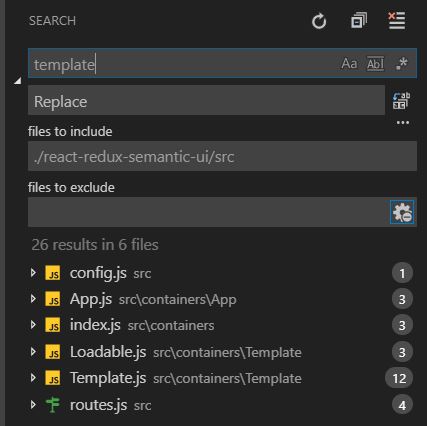 SEARCH
template
Aa Abl .*
Replace
ab ac
...
files to include
./react-redux-semantic-ui/src
files to exclude
26 results in 6 files
JS config.js src 1
JS App.js src\containers\App 3
JS index.js src\containers 3
JS Loadable.js src\containers\Template 3
JS Template.js src\containers\Template 12
routes.js src 4